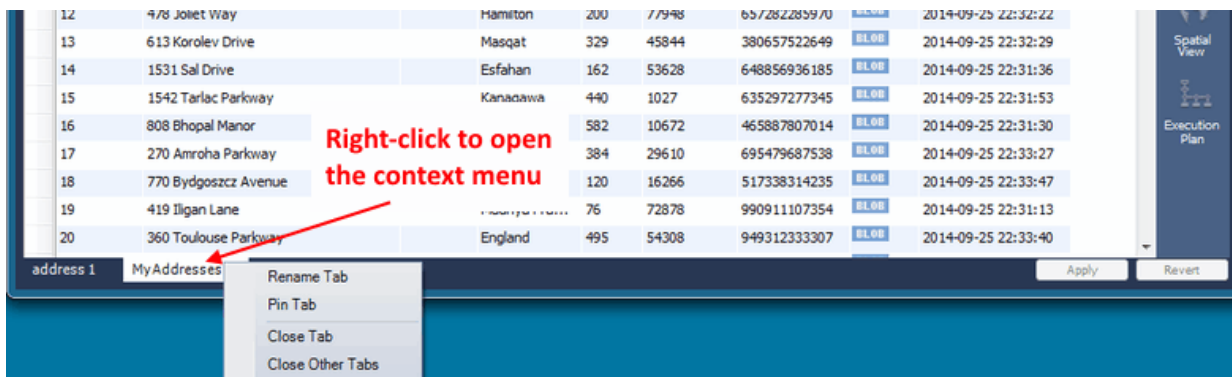 12 478 Joliet Way Hamilton 200 77948 657282285970 BLOB 2014-09-25 22:32:22
13 613 Korolev Drive Masqat 329 45844 380657522649 BLOB 2014-09-25 22:32:29
Spatial
View
14 1531 Sal Drive Esfahan 162 53628 648856936185 BLOB 2014-09-25 22:31:36
15 1542 Tarlac Parkway Kanagawa 440 1027 635297277345 BLOB 2014-09-25 22:31:53
16 808 Bhopal Manor 582 10672 465887807014 BLOB 2014-09-25 22:31:30
Execution
Plan
Right-click to open
the context menu
17 270 Amroha Parkway 384 29610 695479687538 BLOB 2014-09-25 22:33:27
18 770 Bydgoszcz Avenue 120 16266 517338314235 BLOB 2014-09-25 22:33:47
19 419 Iligan Lane 76 72878 990911107354 BLOB 2014-09-25 22:31:13
20 360 Toulouse Parkway England 495 54308 949312333307 BLOB 2014-09-25 22:33:40
address 1 MyAddresses Apply Revert
Rename Tab
Pin Tab
Close Tab
Close Other Tabs